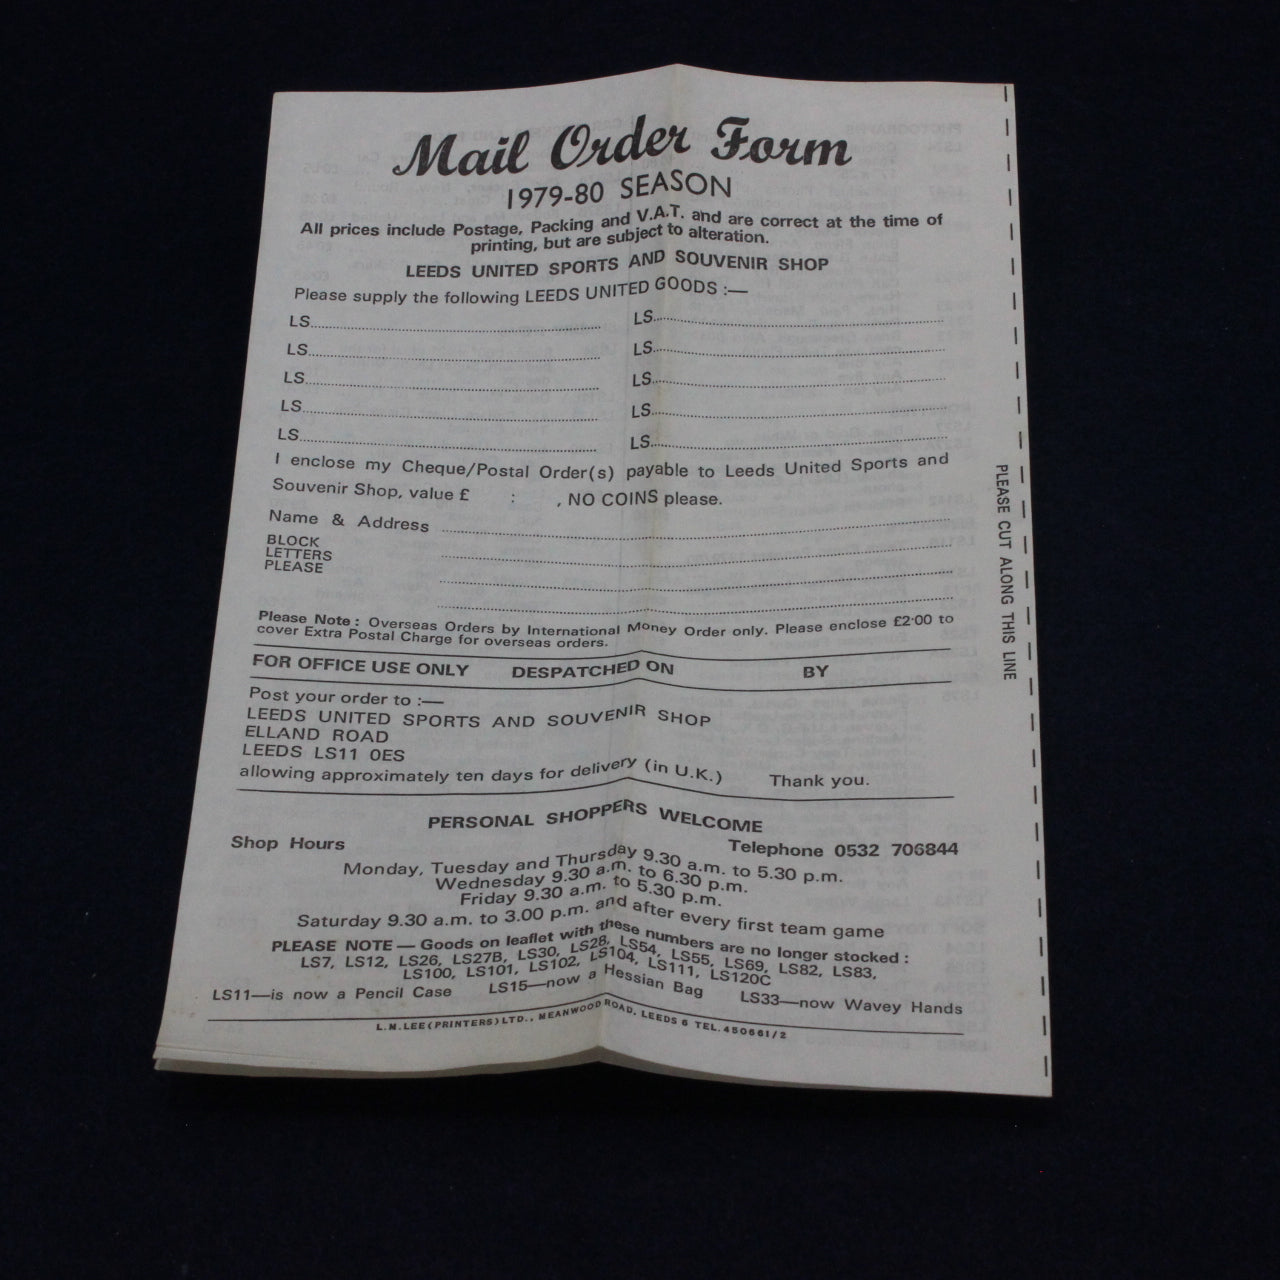 Mail Order Form
1979-80 SEASON
All prices include Postage, Packing and V.A.T. and are correct at the time of
printing, but are subject to alteration.
LEEDS UNITED SPORTS AND SOUVENIR SHOP
Please supply the following LEEDS UNITED GOODS :—
LS.......... LS..........
LS.......... LS..........
LS.......... LS..........
LS.......... LS..........
LS.......... LS..........
I enclose my Cheque/Postal Order(s) payable to Leeds United Sports and
Souvenir Shop, value £ : , NO COINS please.
Name & Address
BLOCK
LETTERS
PLEASE
Please Note : Overseas Orders by International Money Order only. Please enclose £2·00 to
cover Extra Postal Charge for overseas orders.
FOR OFFICE USE ONLY DESPATCHED ON BY
Post your order to :—
LEEDS UNITED SPORTS AND SOUVENIR SHOP
ELLAND ROAD
LEEDS LS11 0ES
allowing approximately ten days for delivery (in U.K.) Thank you.
PERSONAL SHOPPERS WELCOME
Shop Hours Telephone 0532 706844
Monday, Tuesday and Thursday 9.30 a.m. to 5.30 p.m.
Wednesday 9.30 a.m. to 6.30 p.m.
Friday 9.30 a.m. to 5.30 p.m.
Saturday 9.30 a.m. to 3.00 p.m. and after every first team game
PLEASE NOTE — Goods on leaflet with these numbers are no longer stocked :
LS7, LS12, LS26, LS27B, LS30, LS28, LS54, LS55, LS69, LS82, LS83,
LS100, LS101, LS102, LS104, LS111, LS120C
LS11—is now a Pencil Case LS15—now a Hessian Bag LS33—now Wavey Hands
L.M.LEE (PRINTERS) LTD., MEANWOOD ROAD, LEEDS 6 TEL. 450661/2
PLEASE CUT ALONG THIS LINE